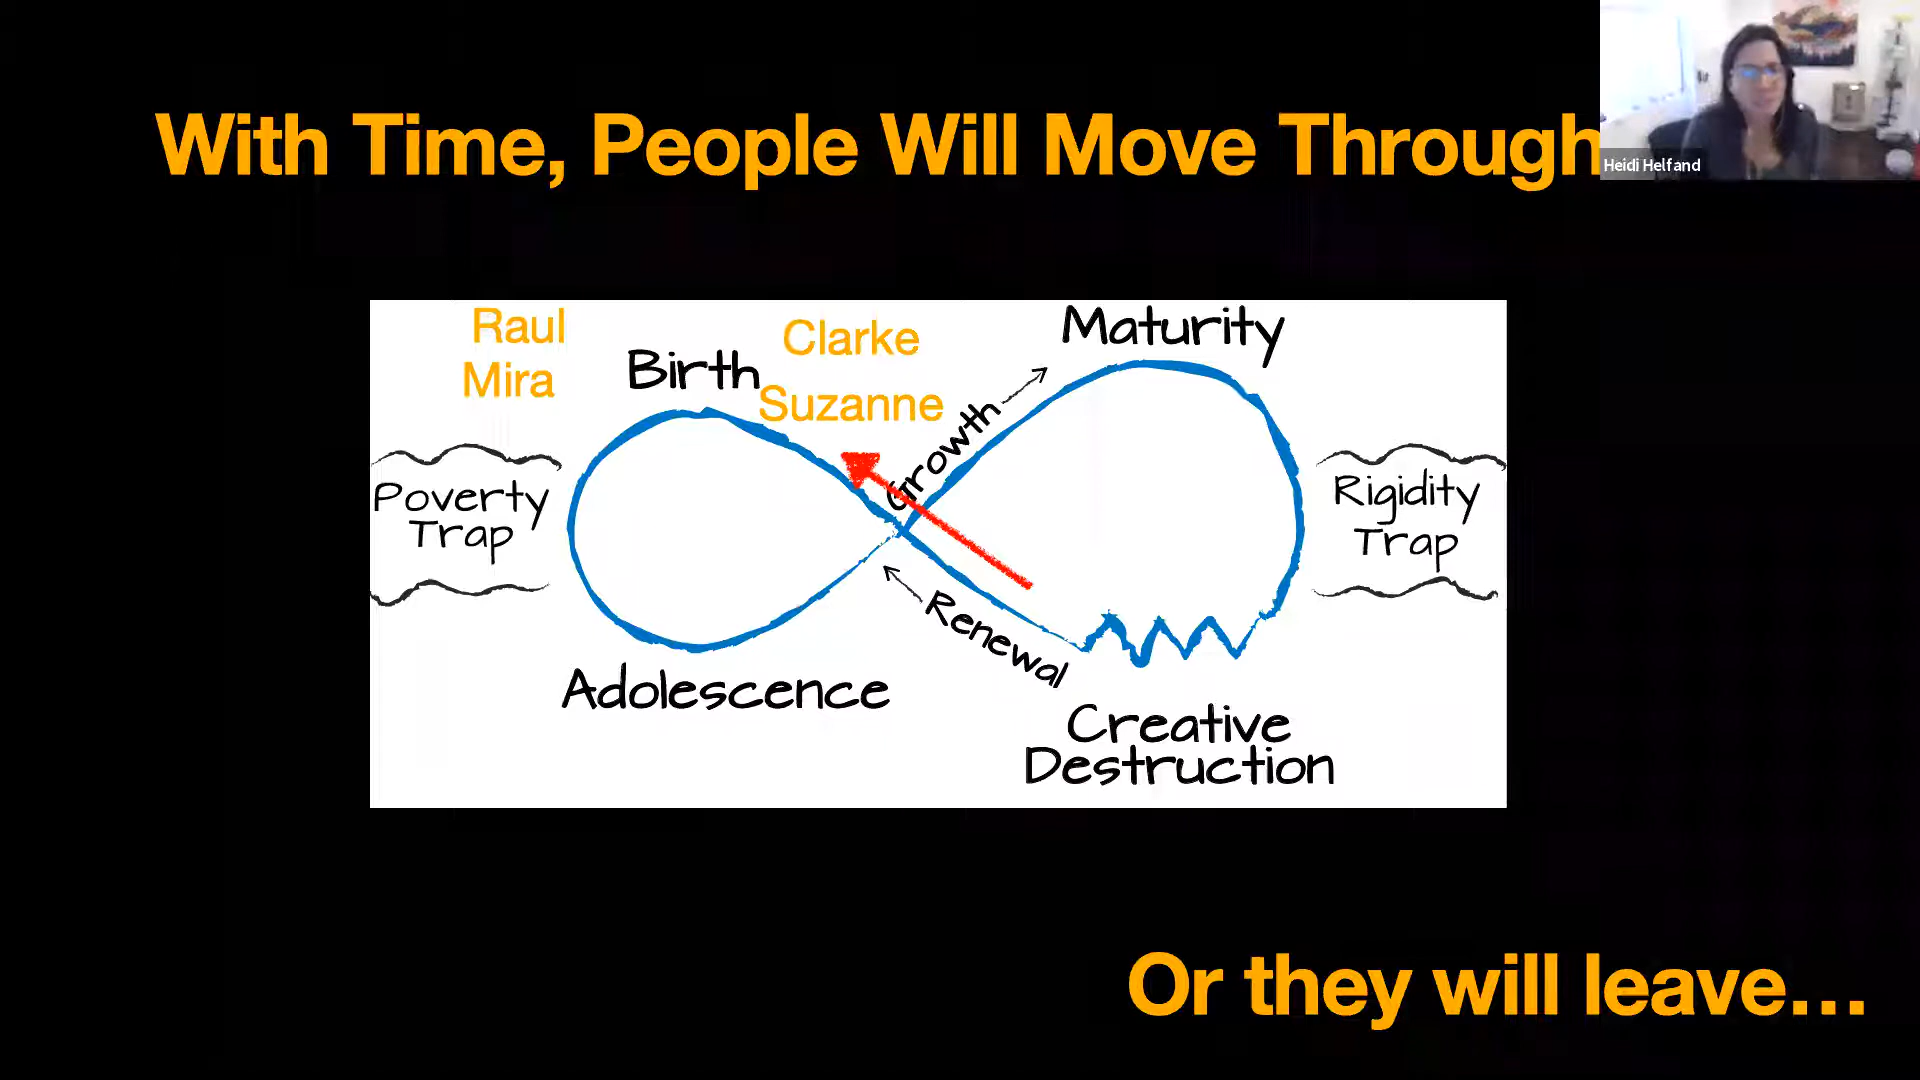 With Time, People Will Move Through
Heidi Helfand
Raul
Mira
Birth
Clarke
Suzanne
Growth
Maturity
Poverty
Trap
Rigidity
Trap
Renewal
Adolescence
Creative
Destruction
Or they will leave...